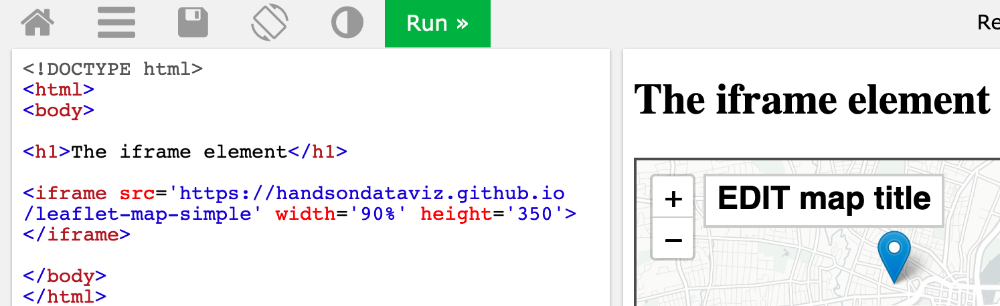 Run »
Re
<!DOCTYPE html>
<html>
<body>
<h1>The iframe element</h1>
<iframe src='https://handsondataviz.github.io
/leaflet-map-simple' width='90%' height='350'>
</iframe>
</body>
</html>
The iframe element
+
EDIT map title
−